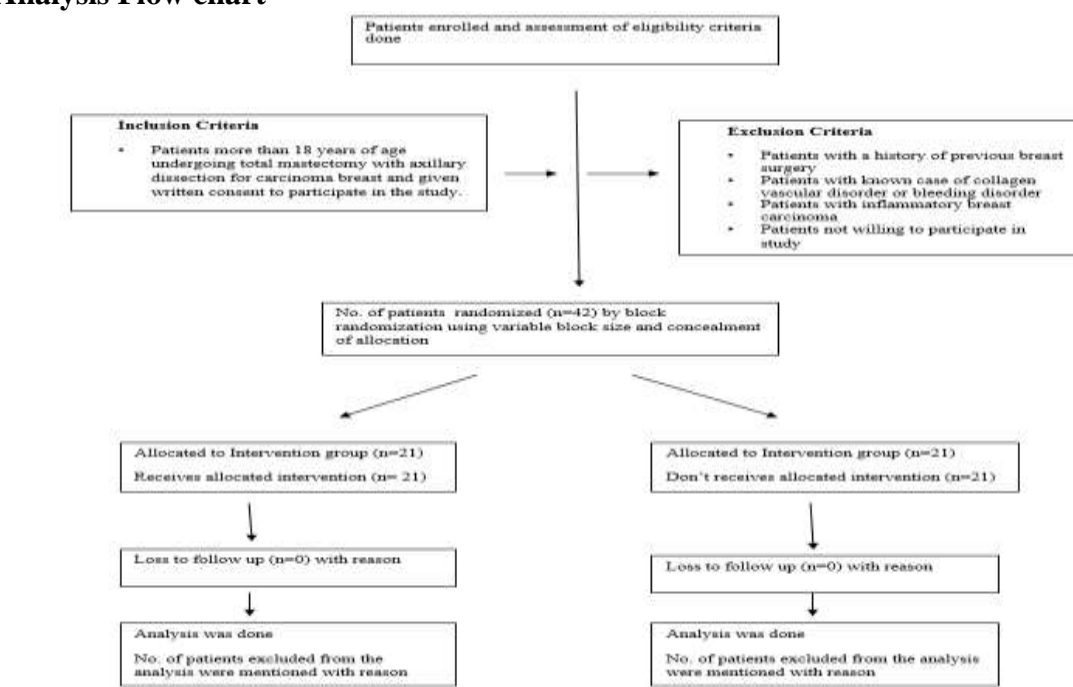 Analysis Flow chart
Patients enrolled and assessment of eligibility criteria
done
Inclusion Criteria
• Patients more than 18 years of age
undergoing total mastectomy with axillary
dissection for carcinoma breast and given
written consent to participate in the study.
Exclusion Criteria
• Patients with a history of previous breast
surgery
• Patients with known case of collagen
vascular disorder or bleeding disorder
• Patients with inflammatory breast
carcinoma
• Patients not willing to participate in
study
No. of patients randomized (n=42) by block
randomization using variable block size and concealment
of allocation
Allocated to Intervention group (n=21)
Receives allocated intervention (n= 21)
Loss to follow up (n=0) with reason
Analysis was done
No. of patients excluded from the
analysis were mentioned with reason
Allocated to Intervention group (n=21)
Don't receives allocated intervention (n=21)
Loss to follow up (n=0) with reason
Analysis was done
No. of patients excluded from the analysis
were mentioned with reason